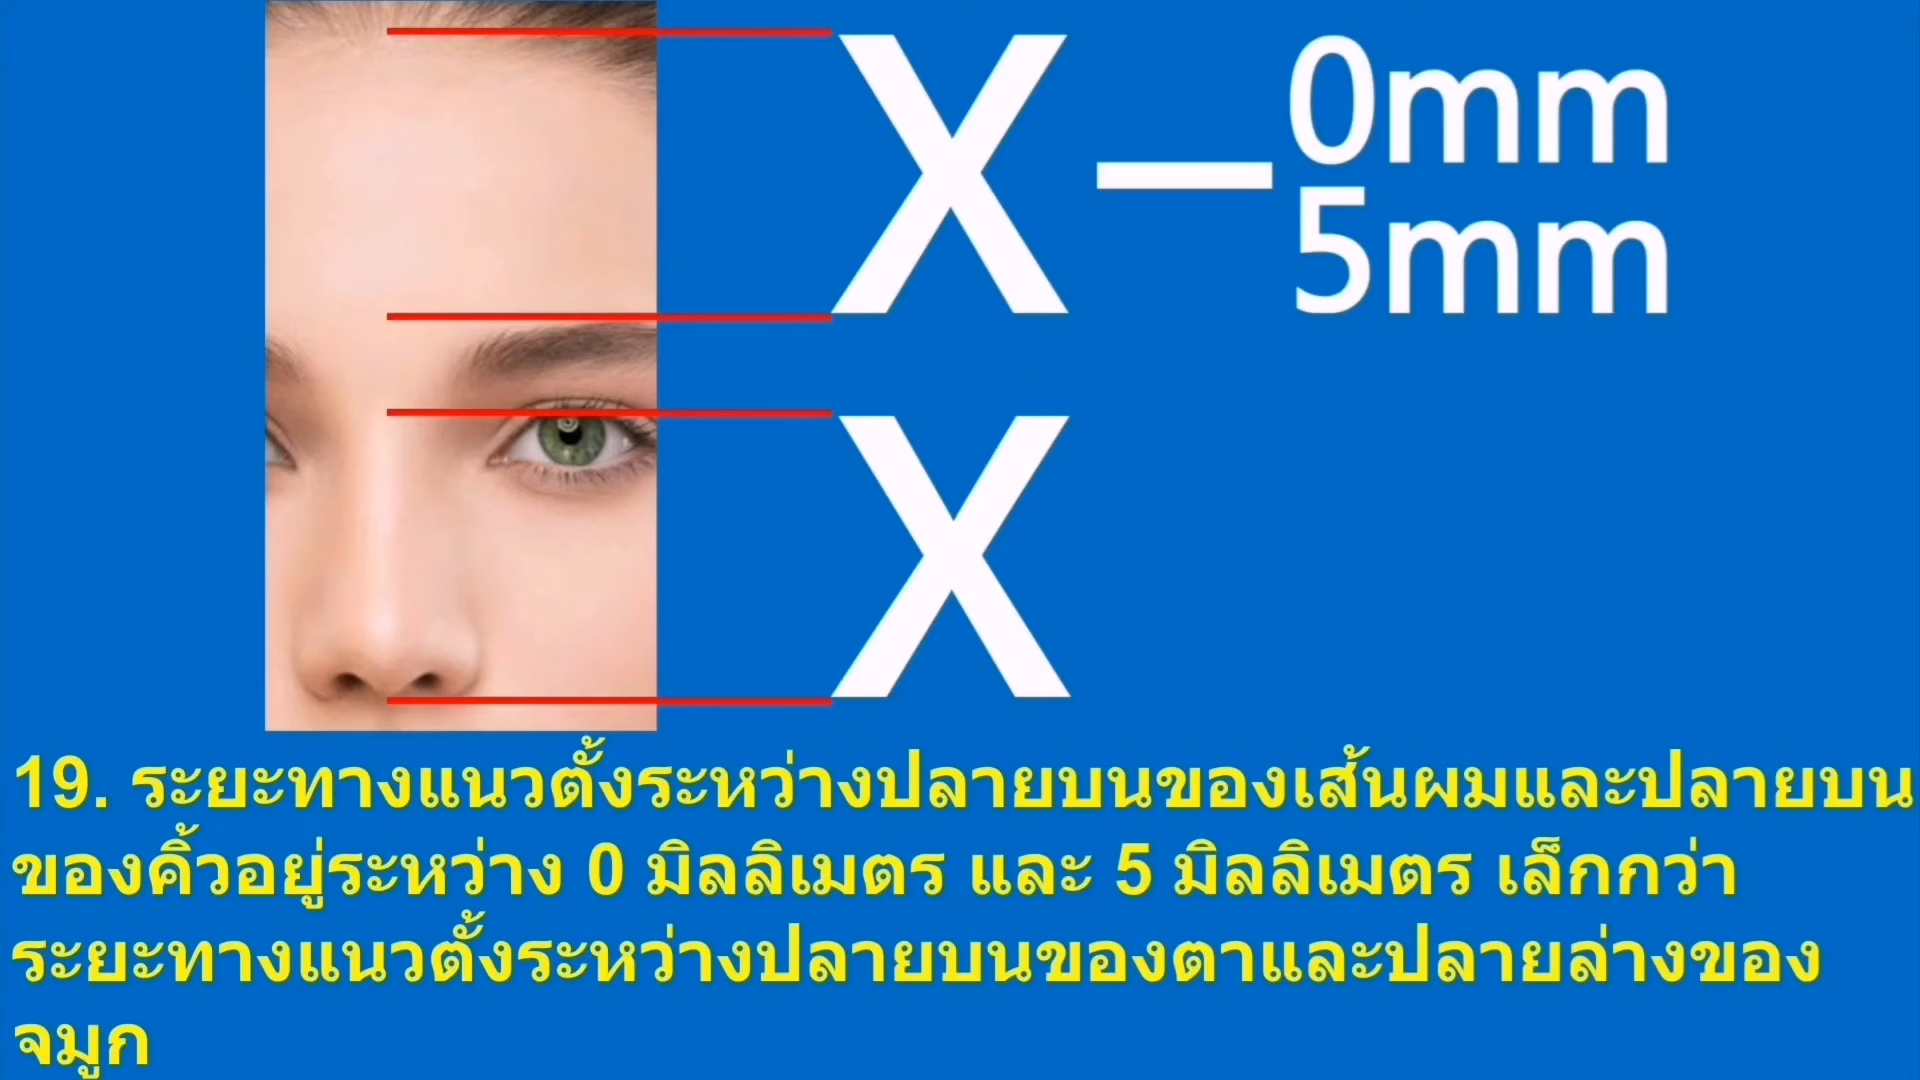 X — 0mm
5mm
X
19. ระยะทางแนวตั้งระหว่างปลายบนของเส้นผมและปลายบน
ของคิ้วอยู่ระหว่าง 0 มิลลิเมตร และ 5 มิลลิเมตร เล็กกว่า
ระยะทางแนวตั้งระหว่างปลายบนของตาและปลายล่างของ
จมูก